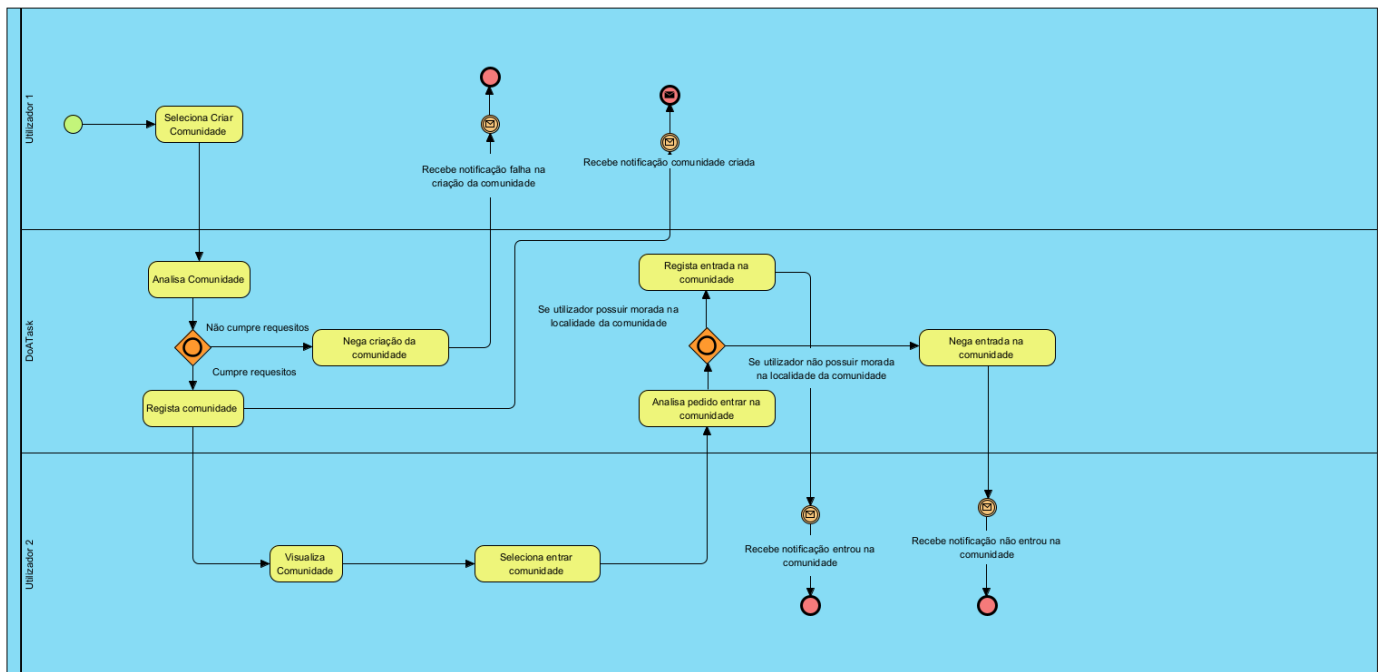 Utilizador 1
Seleciona Criar
Comunidade
Recebe notificação falha na
criação da comunidade
Recebe notificação comunidade criada
DoATask
Analisa Comunidade
Não cumpre requesitos
Nega criação da
comunidade
Cumpre requesitos
Regista comunidade
Regista entrada na
comunidade
Se utilizador possuir morada na
localidade da comunidade
Se utilizador não possuir morada
na localidade da comunidade
Nega entrada na
comunidade
Analisa pedido entrar na
comunidade
Utilizador 2
Visualiza
Comunidade
Seleciona entrar
comunidade
Recebe notificação entrou na
comunidade
Recebe notificação não entrou na
comunidade